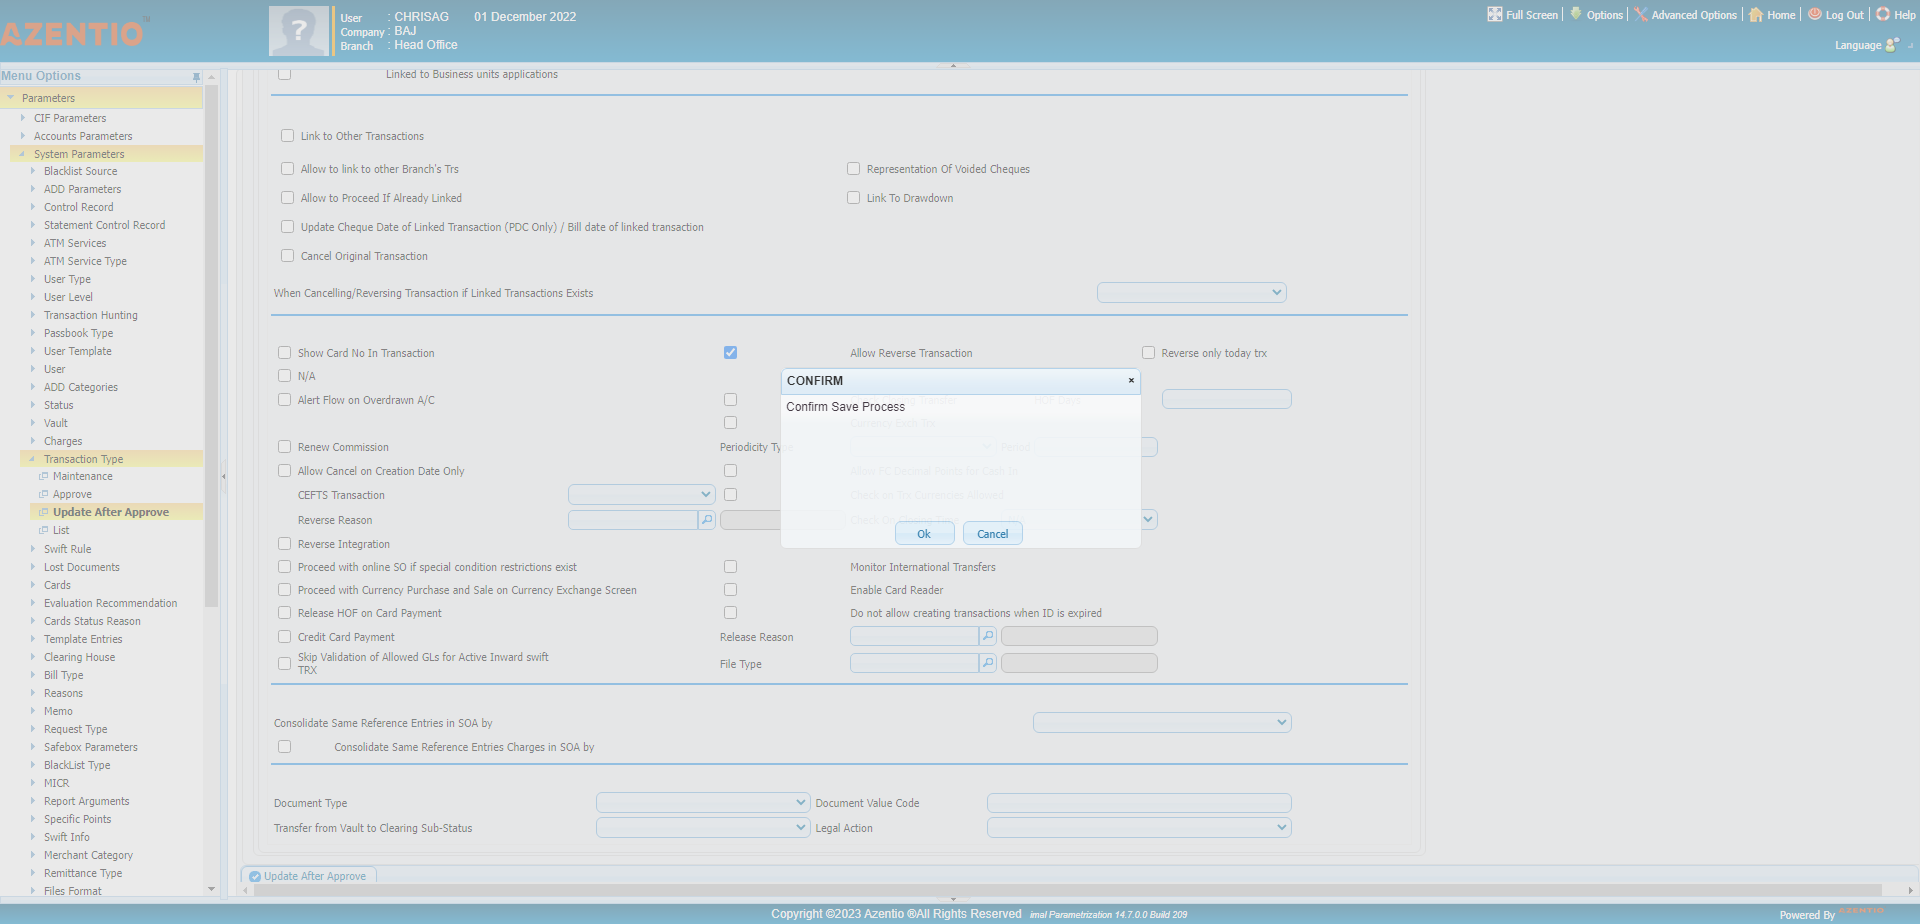 AZENTIO
TM
User : CHRISAG 01 December 2022
Company : BAJ
Branch : Head Office
Full Screen Options Advanced Options Home Log Out Help
Language
Menu Options
Parameters
CIF Parameters
Accounts Parameters
System Parameters
Blacklist Source
ADD Parameters
Control Record
Statement Control Record
ATM Services
ATM Service Type
User Type
User Level
Transaction Hunting
Passbook Type
User Template
User
ADD Categories
Status
Vault
Charges
Transaction Type
Maintenance
Approve
Update After Approve
List
Swift Rule
Lost Documents
Cards
Evaluation Recommendation
Cards Status Reason
Template Entries
Clearing House
Bill Type
Reasons
Memo
Request Type
Safebox Parameters
BlackList Type
MICR
Report Arguments
Specific Points
Swift Info
Merchant Category
Remittance Type
Files Format
Linked to Business units applications
Link to Other Transactions
Allow to link to other Branch's Trs Representation Of Voided Cheques
Allow to Proceed If Already Linked Link To Drawdown
Update Cheque Date of Linked Transaction (PDC Only) / Bill date of linked transaction
Cancel Original Transaction
When Cancelling/Reversing Transaction if Linked Transactions Exists
Show Card No In Transaction Allow Reverse Transaction Reverse only today trx
N/A
Alert Flow on Overdrawn A/C
Renew Commission Periodicity
Allow Cancel on Creation Date Only
CEFTS Transaction
Reverse Reason
Reverse Integration
Proceed with online SO if special condition restrictions exist Monitor International Transfers
Proceed with Currency Purchase and Sale on Currency Exchange Screen Enable Card Reader
Release HOF on Card Payment Do not allow creating transactions when ID is expired
Credit Card Payment Release Reason
Skip Validation of Allowed GLs for Active Inward swift
TRX
File Type
CONFIRM
Confirm Save Process
Ok Cancel
Consolidate Same Reference Entries in SOA by
Consolidate Same Reference Entries Charges in SOA by
Document Type Document Value Code
Transfer from Vault to Clearing Sub-Status Legal Action
Update After Approve
Copyright ©2023 Azentio ®All Rights Reserved imal Parametrization 14.7.0.0 Build 209
Powered By AZENTIO